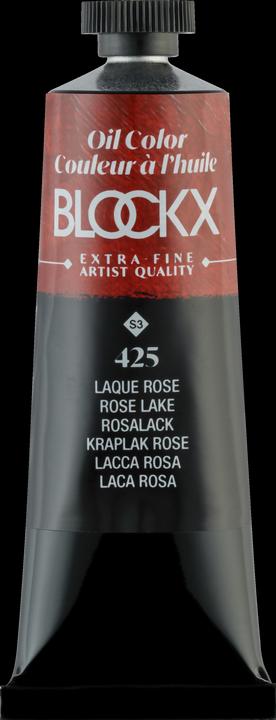 Oil Color
Couleur à l'huile
BLOCKX
EXTRA-FINE
ARTIST QUALITY
S3
425
LAQUE ROSE
ROSE LAKE
ROSALACK
KRAPLAK ROSE
LACCA ROSA
LACA ROSA